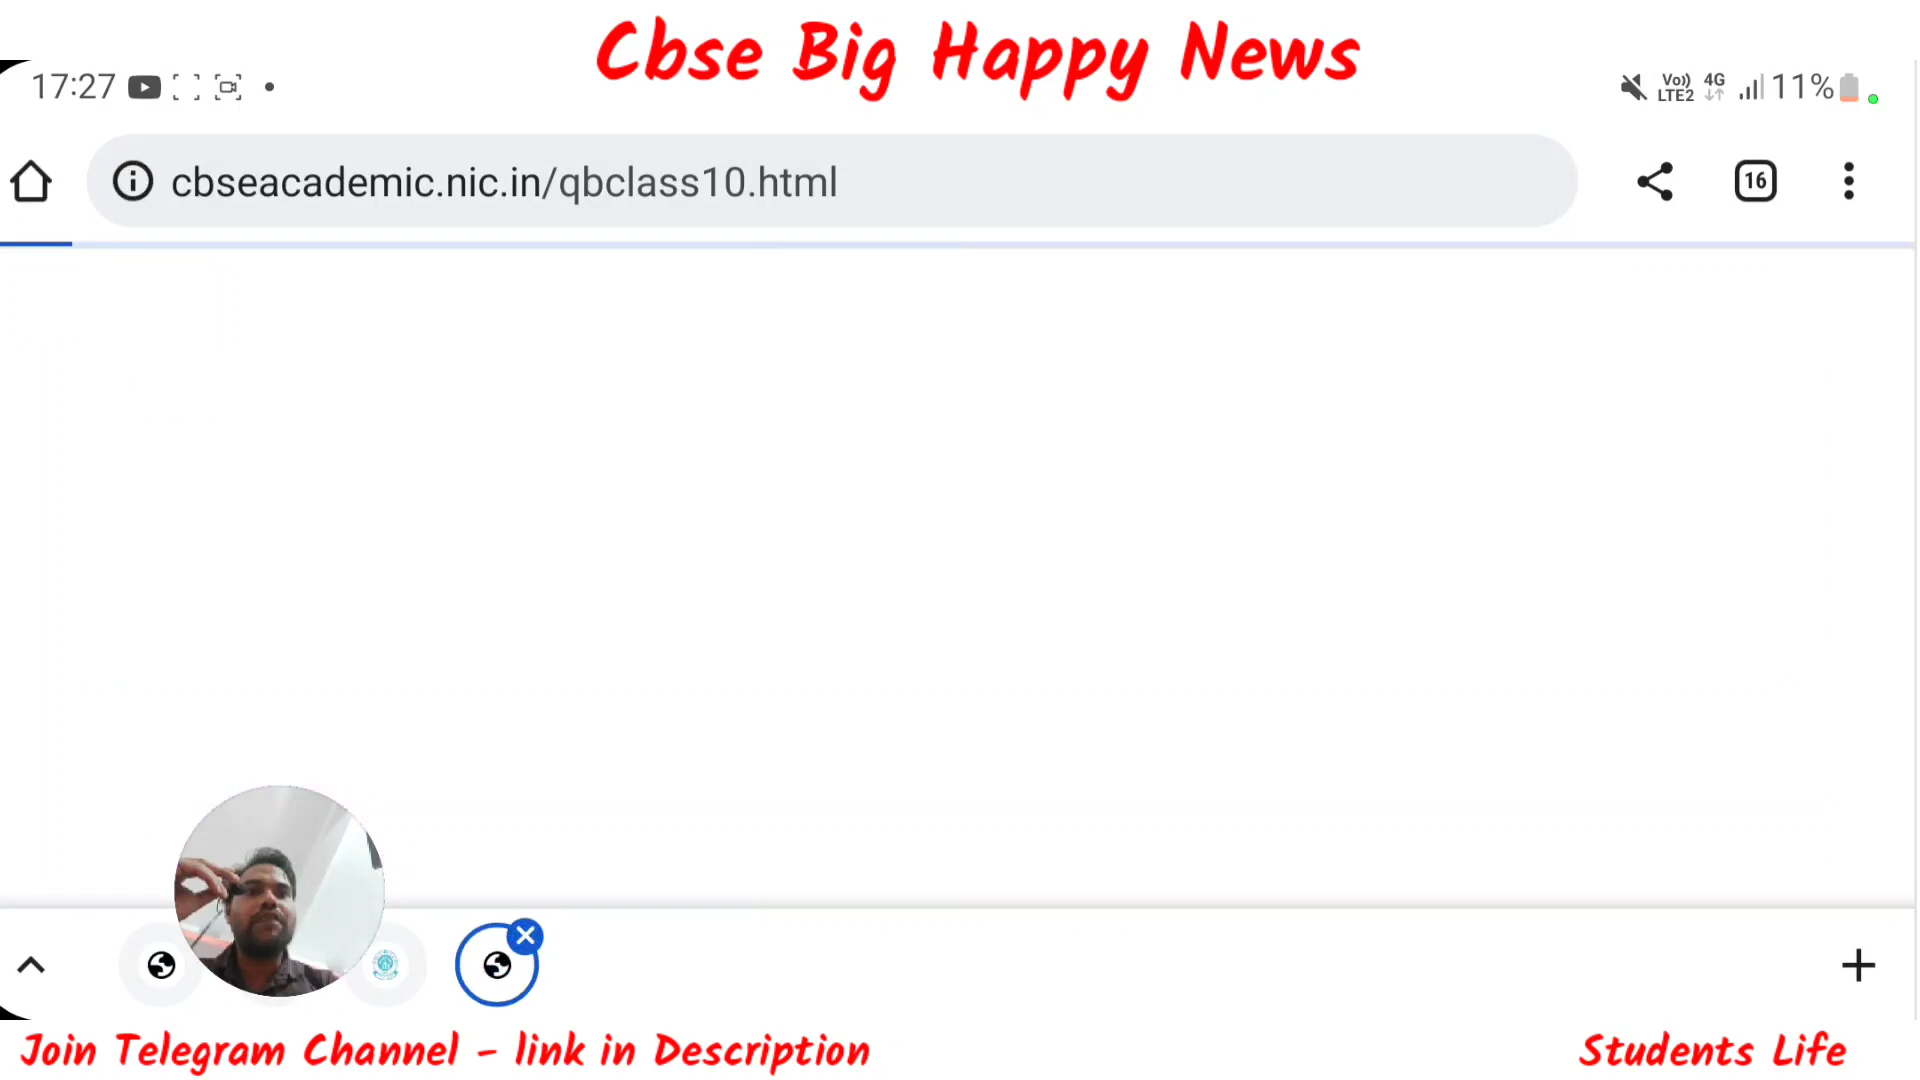 Cbse Big Happy News
17:27
Vo)) LTE2 4G 11%
cbseacademic.nic.in/qbclass10.html
16
Join Telegram Channel - link in Description
Students Life